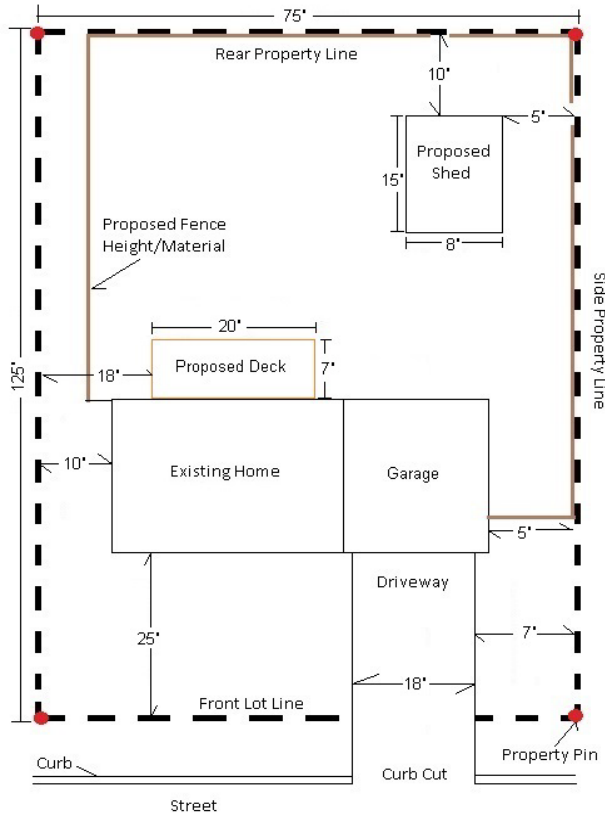 75'
Rear Property Line
10'
5'
Proposed
Shed
15'
8'
Proposed Fence
Height/Material
Side Property Line
125'
20'
Proposed Deck
7'
18'
10'
Existing Home
Garage
5'
Driveway
25'
7'
18'
Front Lot Line
Property Pin
Curb
Curb Cut
Street